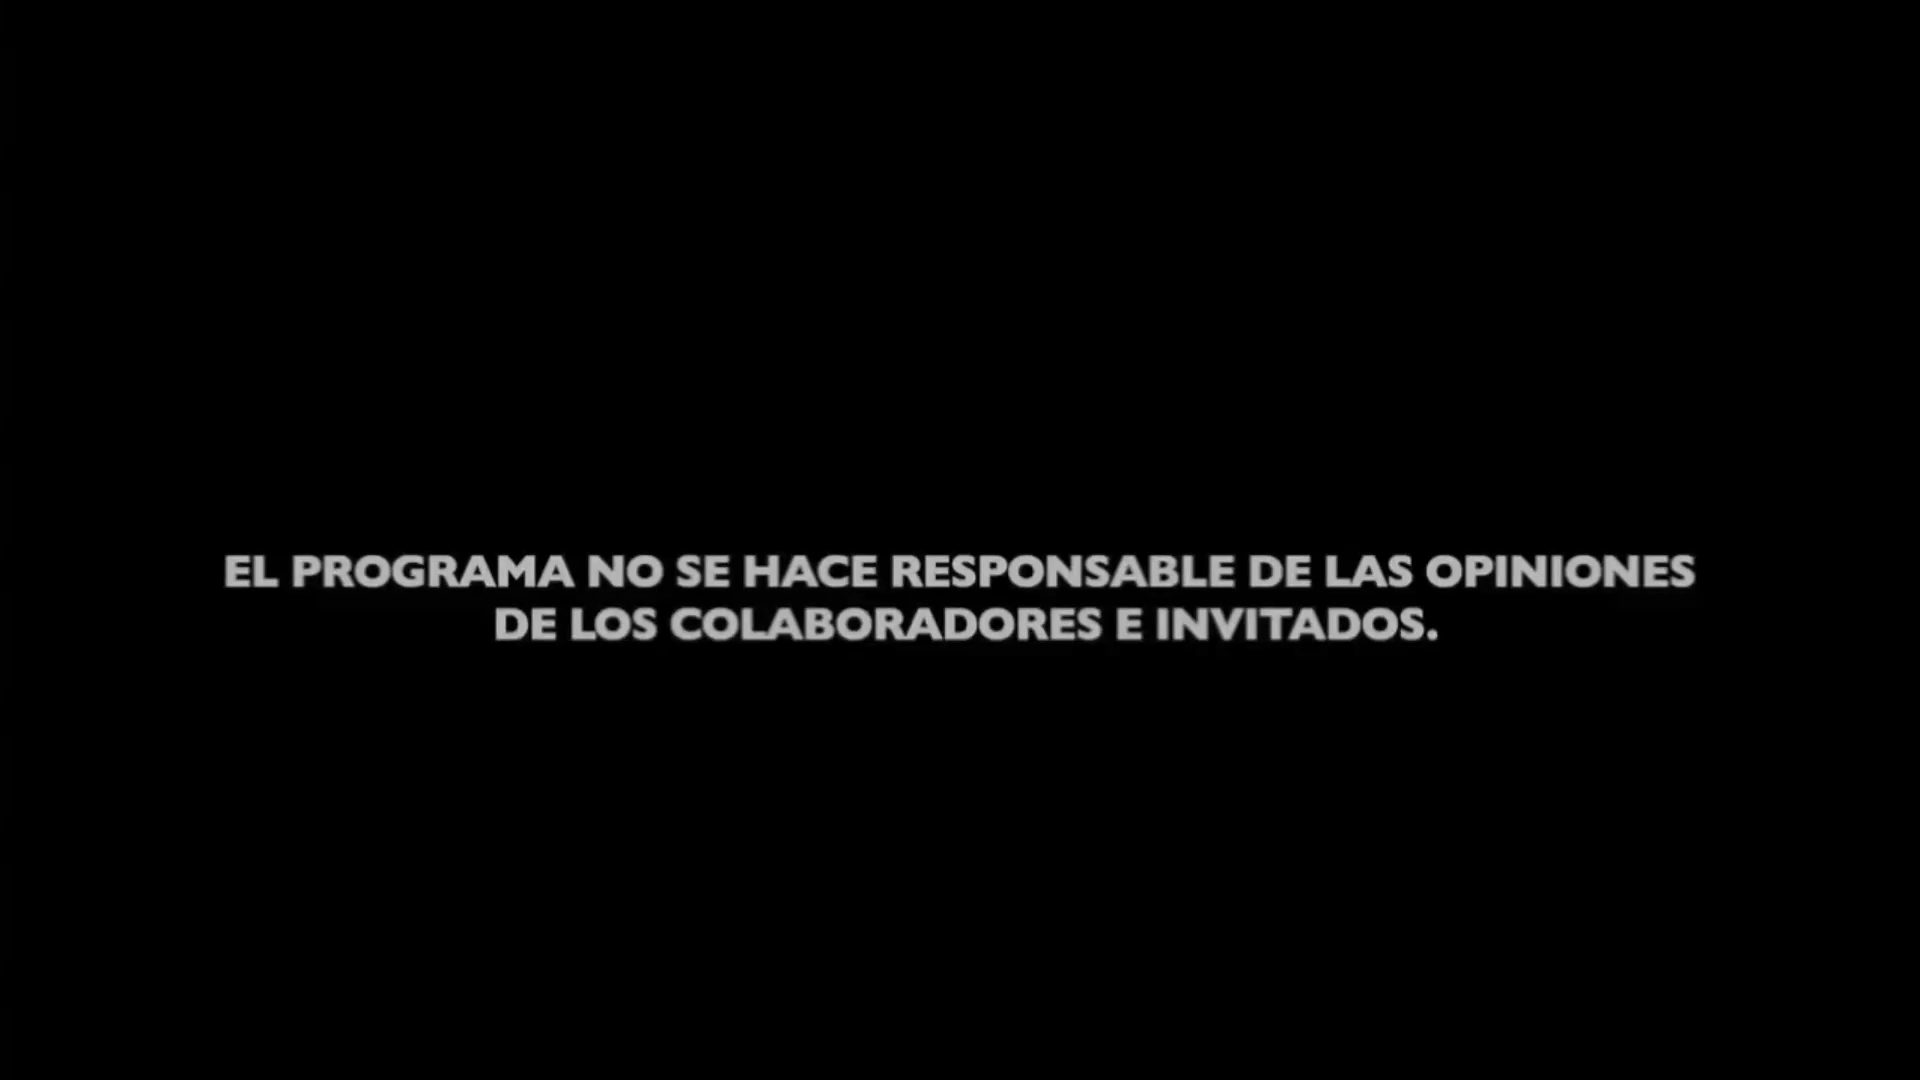 EL PROGRAMA NO SE HACE RESPONSABLE DE LAS OPINIONES
DE LOS COLABORADORES E INVITADOS.